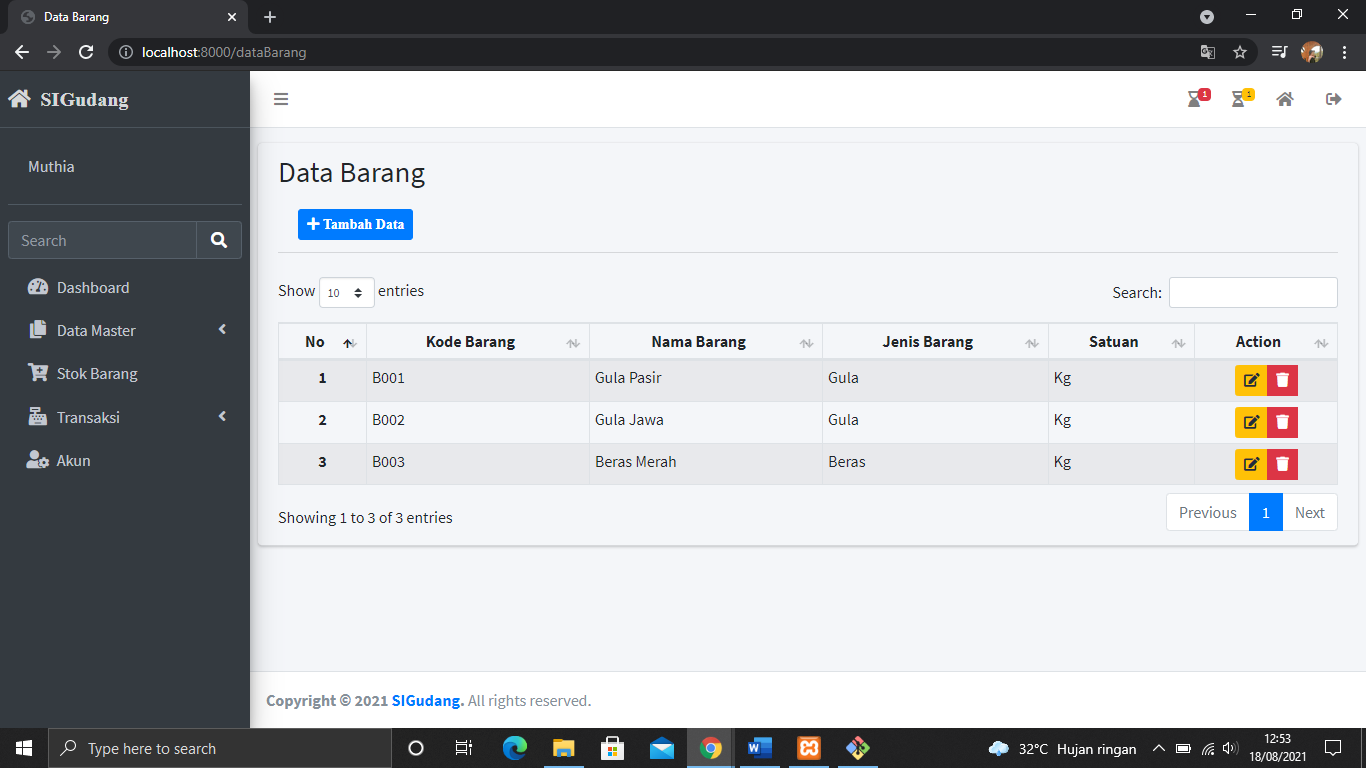 Data Barang
localhost:8000/dataBarang
SIGudang
1 1
Muthia
Search
Dashboard
Data Master
Stok Barang
Transaksi
Akun
Data Barang
Tambah Data
Show 10 entries
Search:
No Kode Barang Nama Barang Jenis Barang Satuan Action
1 B001 Gula Pasir Gula Kg
2 B002 Gula Jawa Gula Kg
3 B003 Beras Merah Beras Kg
Showing 1 to 3 of 3 entries
Previous 1 Next
Copyright © 2021 SIGudang. All rights reserved.
Type here to search
32°C Hujan ringan
12:53
18/08/2021